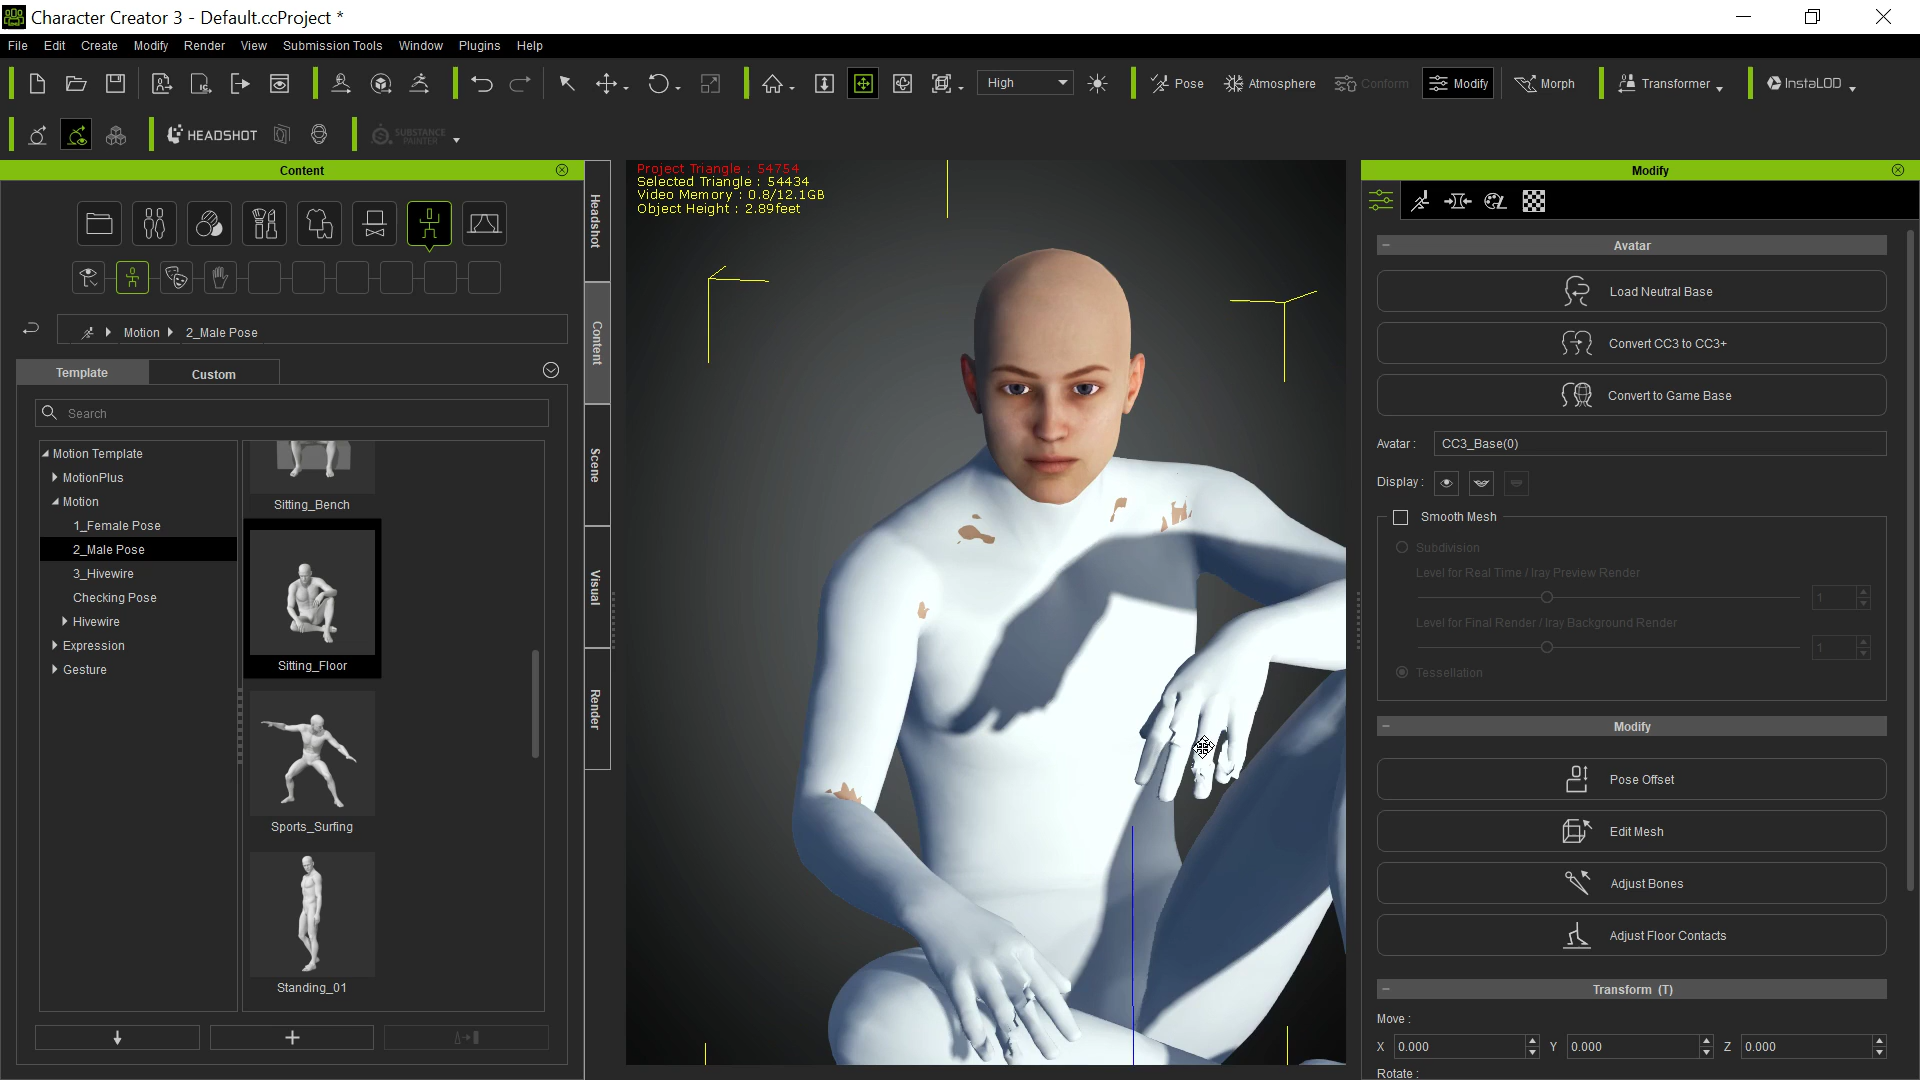 Character Creator 3 - Default.ccProject *
File Edit Create Modify Render View Submission Tools Window Plugins Help
High Pose Atmosphere Conform Modify Morph Transformer InstaLOD
HEADSHOT SUBSTANCE PAINTER
Content
Motion 2_Male Pose
Template Custom
Search
Motion Template
MotionPlus
Motion
1_Female Pose
2_Male Pose
3_Hivewire
Checking Pose
Hivewire
Expression
Gesture
Sitting_Bench
Sitting_Floor
Sports_Surfing
Standing_01
Headshot
Content
Scene
Visual
Render
Project Triangle : 54754
Selected Triangle : 54434
Video Memory : 0.8/12.1GB
Object Height : 2.89feet
Modify
Avatar
Load Neutral Base
Convert CC3 to CC3+
Convert to Game Base
Avatar : CC3_Base(0)
Display :
Smooth Mesh
Subdivision
Level for Real Time / Iray Preview Render
1
Level for Final Render / Iray Background Render
1
Tessellation
Modify
Pose Offset
Edit Mesh
Adjust Bones
Adjust Floor Contacts
Transform (T)
Move :
X 0.000 Y 0.000 Z 0.000
Rotate :